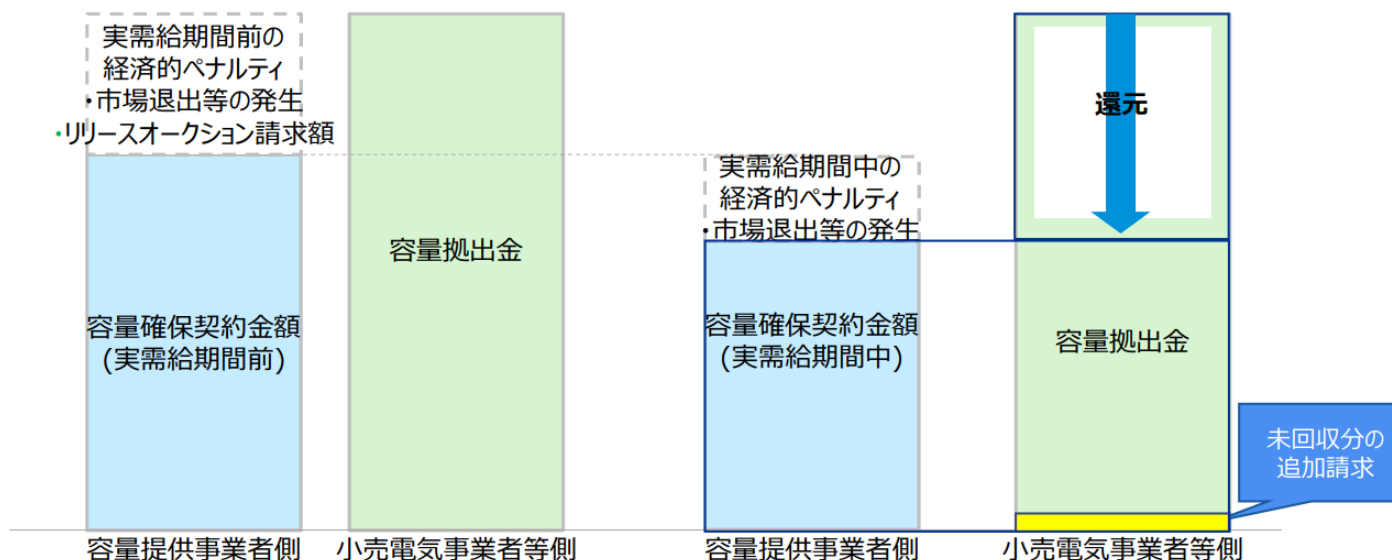 実需給期間前の
経済的ペナルティ
・市場退出等の発生
・リリースオークション請求額
容量確保契約金額
(実需給期間前)
容量提供事業者側
容量拠出金
小売電気事業者等側
実需給期間中の
経済的ペナルティ
・市場退出等の発生
容量確保契約金額
(実需給期間中)
容量提供事業者側
還元
容量拠出金
未回収分の
追加請求
小売電気事業者等側